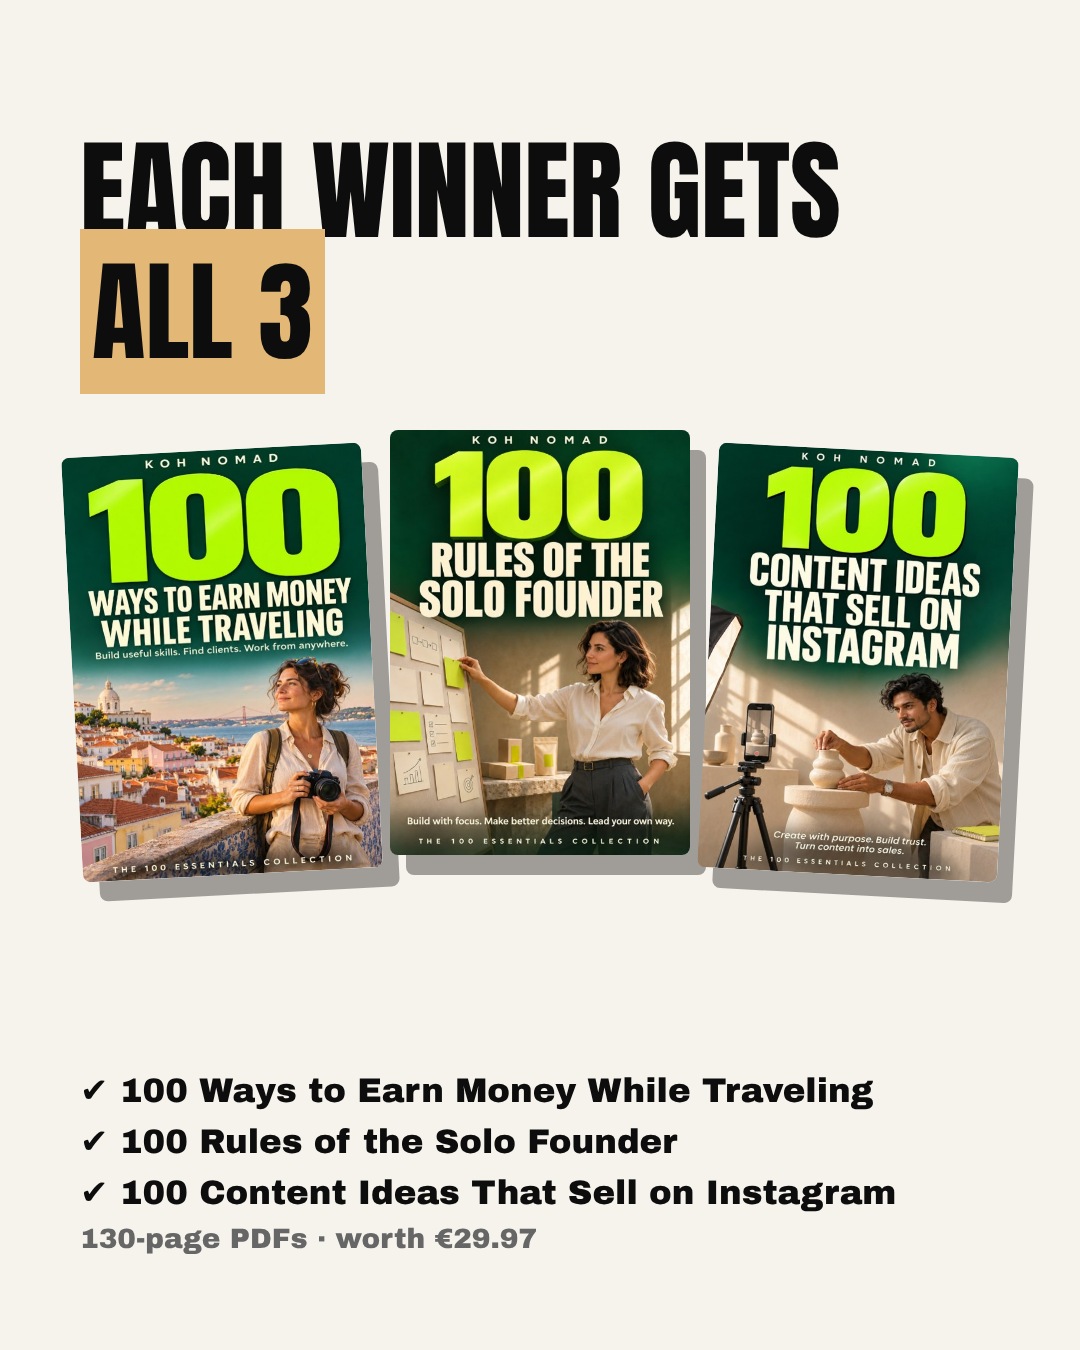 EACH WINNER GETS
ALL 3
KOH NOMAD
100
WAYS TO EARN MONEY
WHILE TRAVELING
Build useful skills. Find clients. Work from anywhere.
THE 100 ESSENTIALS COLLECTION
KOH NOMAD
100
RULES OF THE
SOLO FOUNDER
Build with focus. Make better decisions. Lead your own way.
THE 100 ESSENTIALS COLLECTION
KOH NOMAD
100
CONTENT IDEAS
THAT SELL ON
INSTAGRAM
Create with purpose. Build trust.
Turn content into sales.
THE 100 ESSENTIALS COLLECTION
✔ 100 Ways to Earn Money While Traveling
✔ 100 Rules of the Solo Founder
✔ 100 Content Ideas That Sell on Instagram
130-page PDFs · worth €29.97